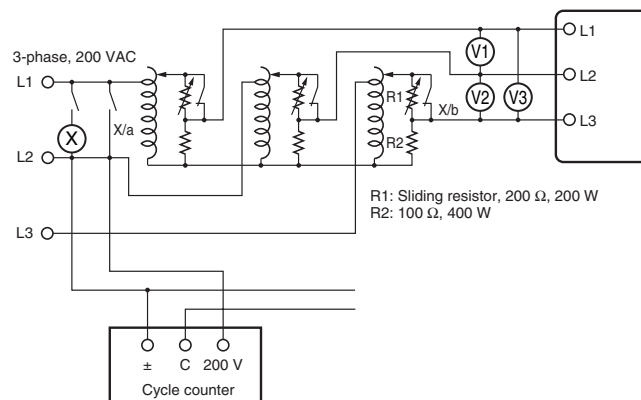 3-phase, 200 VAC
L1
L2
L3
X
X/a
R1
R2
X/b
V1
V2
V3
L1
L2
L3
R1: Sliding resistor, 200 Ω, 200 W
R2: 100 Ω, 400 W
± C 200 V
Cycle counter